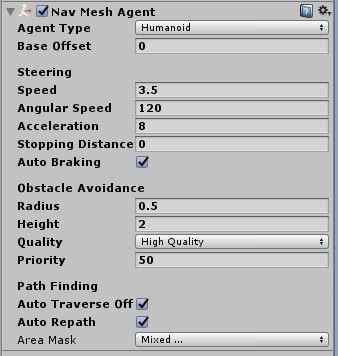 Nav Mesh Agent
Agent Type Humanoid
Base Offset 0
Steering
Speed 3.5
Angular Speed 120
Acceleration 8
Stopping Distance 0
Auto Braking
Obstacle Avoidance
Radius 0.5
Height 2
Quality High Quality
Priority 50
Path Finding
Auto Traverse Off
Auto Repath
Area Mask Mixed ...